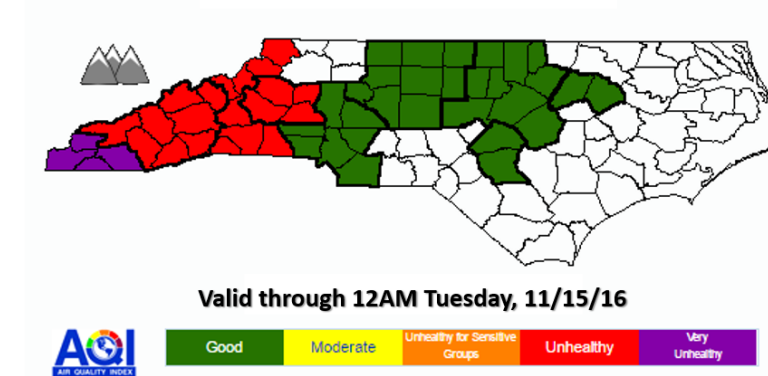 Valid through 12AM Tuesday, 11/15/16
AQI
AIR QUALITY INDEX
Good
Moderate
Unhealthy for Sensitive
Groups
Unhealthy
Very
Unhealthy